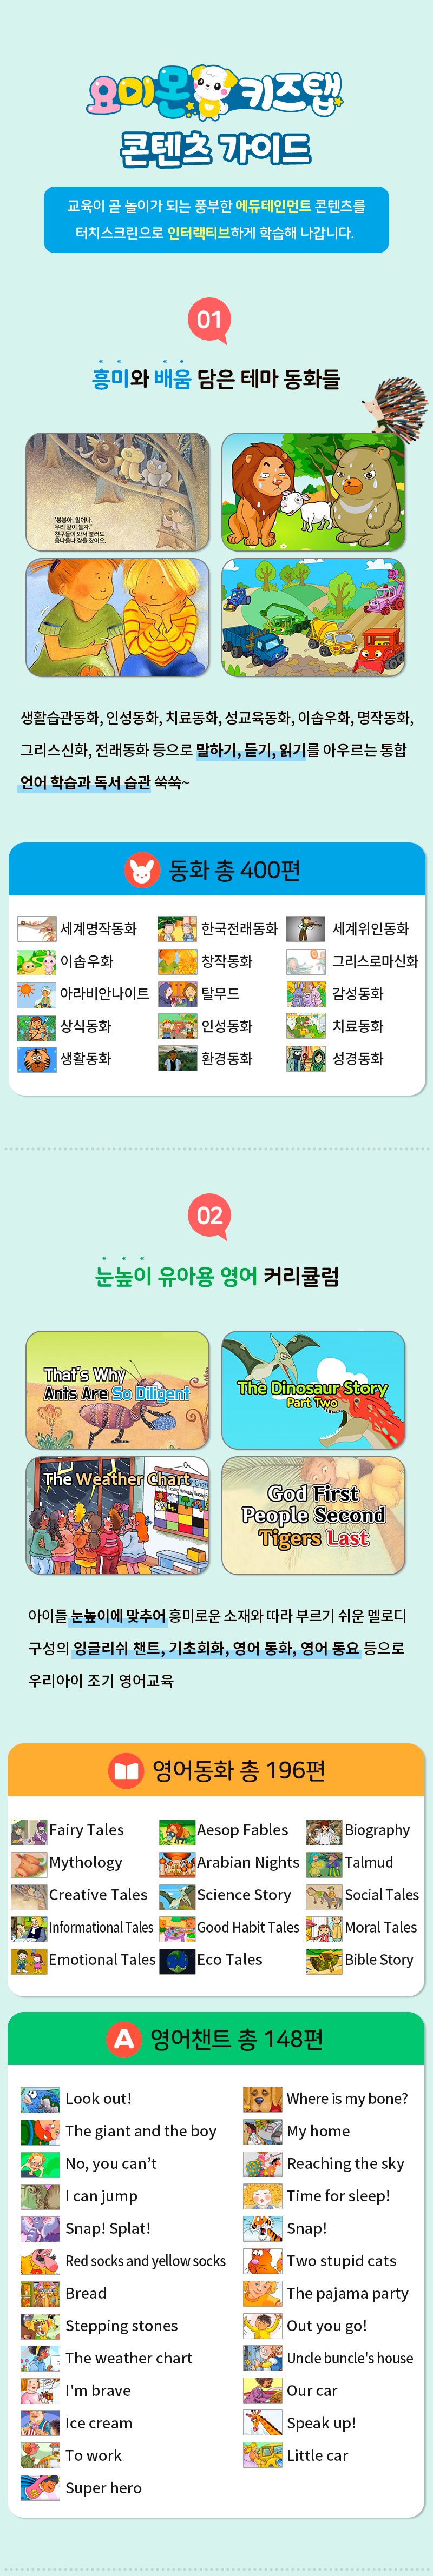 요미몬 키즈탭
콘텐츠 가이드
교육이 곧 놀이가 되는 풍부한 에듀테인먼트 콘텐츠를
터치스크린으로 인터랙티브하게 학습해 나갑니다.
01
흥미와 배움 담은 테마 동화들
"붕붕아, 일어나.
우리 같이 놀자."
친구들이 와서 불러도
음냐음냐 잠을 잤어요.
생활습관동화, 인성동화, 치료동화, 성교육동화, 이솝우화, 명작동화,
그리스신화, 전래동화 등으로 말하기, 듣기, 읽기를 아우르는 통합
언어 학습과 독서 습관 쑥쑥~
동화 총 400편
세계명작동화 한국전래동화 세계위인동화
이솝우화 창작동화 그리스로마신화
아라비안나이트 탈무드 감성동화
상식동화 인성동화 치료동화
생활동화 환경동화 성경동화
02
눈높이 유아용 영어 커리큘럼
That's Why
Ants Are So Diligent
The Dinosaur Story
Part Two
The Weather Chart
God First
People Second
Tigers Last
아이들 눈높이에 맞추어 흥미로운 소재와 따라 부르기 쉬운 멜로디
구성의 잉글리쉬 챈트, 기초회화, 영어 동화, 영어 동요 등으로
우리아이 조기 영어교육
영어동화 총 196편
Fairy Tales Aesop Fables Biography
Mythology Arabian Nights Talmud
Creative Tales Science Story Social Tales
Informational Tales Good Habit Tales Moral Tales
Emotional Tales Eco Tales Bible Story
A 영어챈트 총 148편
Look out! Where is my bone?
The giant and the boy My home
No, you can't Reaching the sky
I can jump Time for sleep!
Snap! Splat! Snap!
Red socks and yellow socks Two stupid cats
Bread The pajama party
Stepping stones Out you go!
The weather chart Uncle buncle's house
I'm brave Our car
Ice cream Speak up!
To work Little car
Super hero